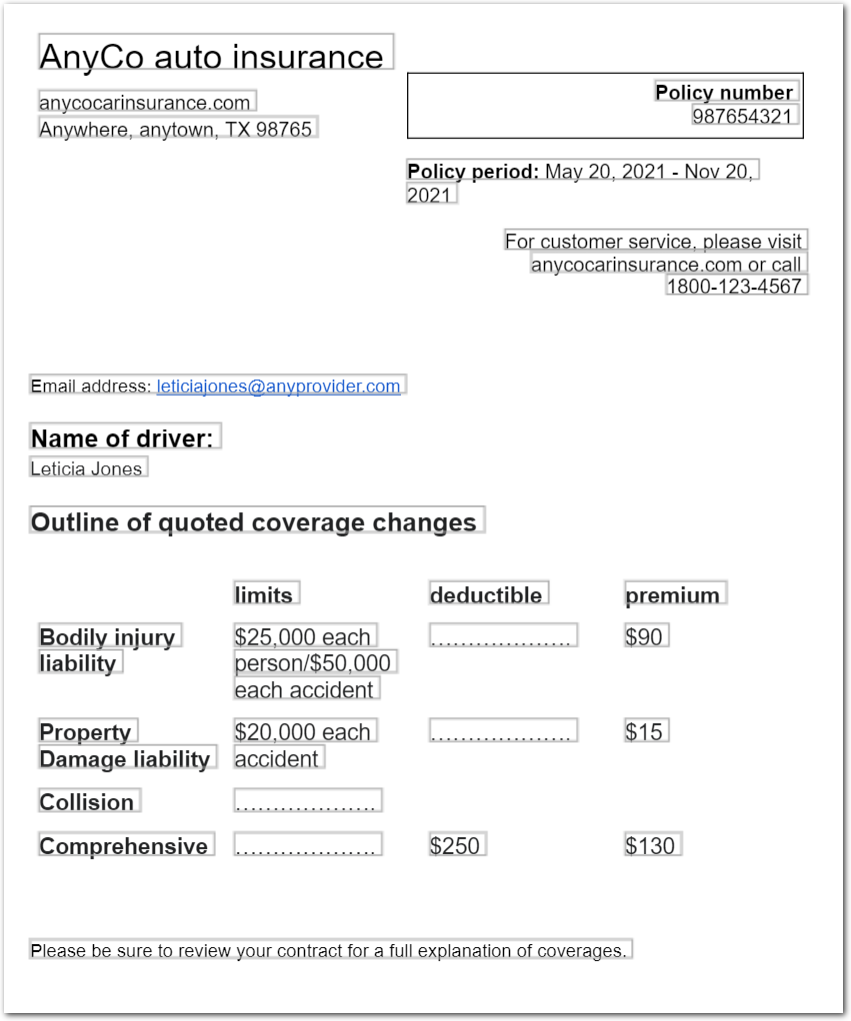 AnyCo auto insurance
anycocarinsurance.com
Anywhere, anytown, TX 98765
Policy number
987654321
Policy period: May 20, 2021 - Nov 20,
2021
For customer service, please visit
anycocarinsurance.com or call
1800-123-4567
Email address: leticiajones@anyprovider.com
Name of driver:
Leticia Jones
Outline of quoted coverage changes
limits deductible premium
Bodily injury $25,000 each ................... $90
liability person/$50,000
each accident
Property $20,000 each ................... $15
Damage liability accident
Collision ...................
Comprehensive ................... $250 $130
Please be sure to review your contract for a full explanation of coverages.